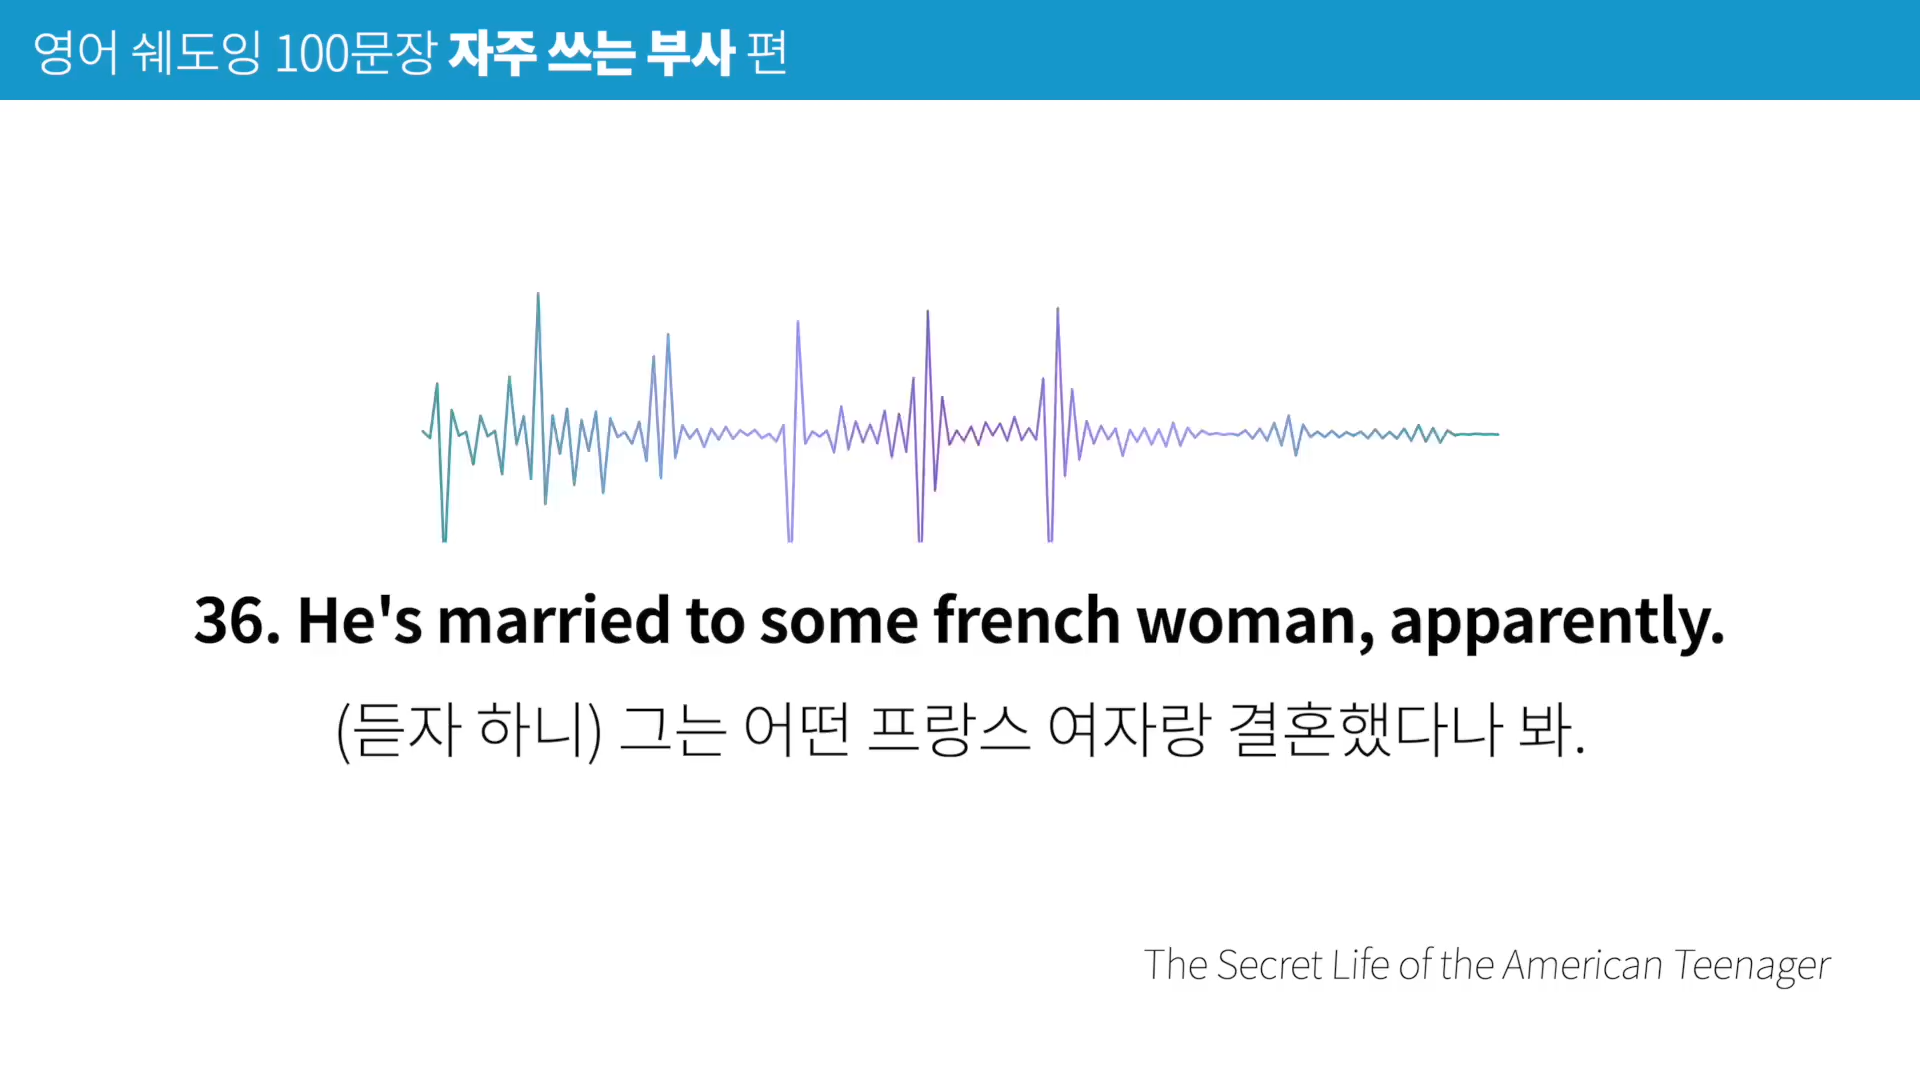 영어 쉐도잉 100문장 자주 쓰는 부사 편
36. He's married to some french woman, apparently.
(듣자 하니) 그는 어떤 프랑스 여자랑 결혼했다나 봐.
The Secret Life of the American Teenager